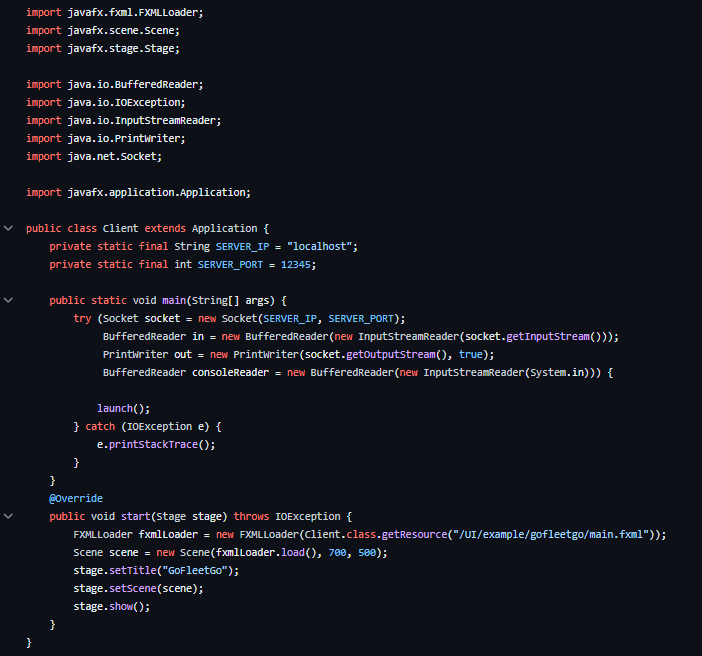 import javafx.fxml.FXMLLoader;
import javafx.scene.Scene;
import javafx.stage.Stage;

import java.io.BufferedReader;
import java.io.IOException;
import java.io.InputStreamReader;
import java.io.PrintWriter;
import java.net.Socket;

import javafx.application.Application;

public class Client extends Application {
    private static final String SERVER_IP = "localhost";
    private static final int SERVER_PORT = 12345;

    public static void main(String[] args) {
        try (Socket socket = new Socket(SERVER_IP, SERVER_PORT);
             BufferedReader in = new BufferedReader(new InputStreamReader(socket.getInputStream()));
             PrintWriter out = new PrintWriter(socket.getOutputStream(), true);
             BufferedReader consoleReader = new BufferedReader(new InputStreamReader(System.in))) {

            launch();
        } catch (IOException e) {
            e.printStackTrace();
        }
    }
    @Override
    public void start(Stage stage) throws IOException {
        FXMLLoader fxmlLoader = new FXMLLoader(Client.class.getResource("/UI/example/gofleetgo/main.fxml"));
        Scene scene = new Scene(fxmlLoader.load(), 700, 500);
        stage.setTitle("GoFleetGo");
        stage.setScene(scene);
        stage.show();
    }
}